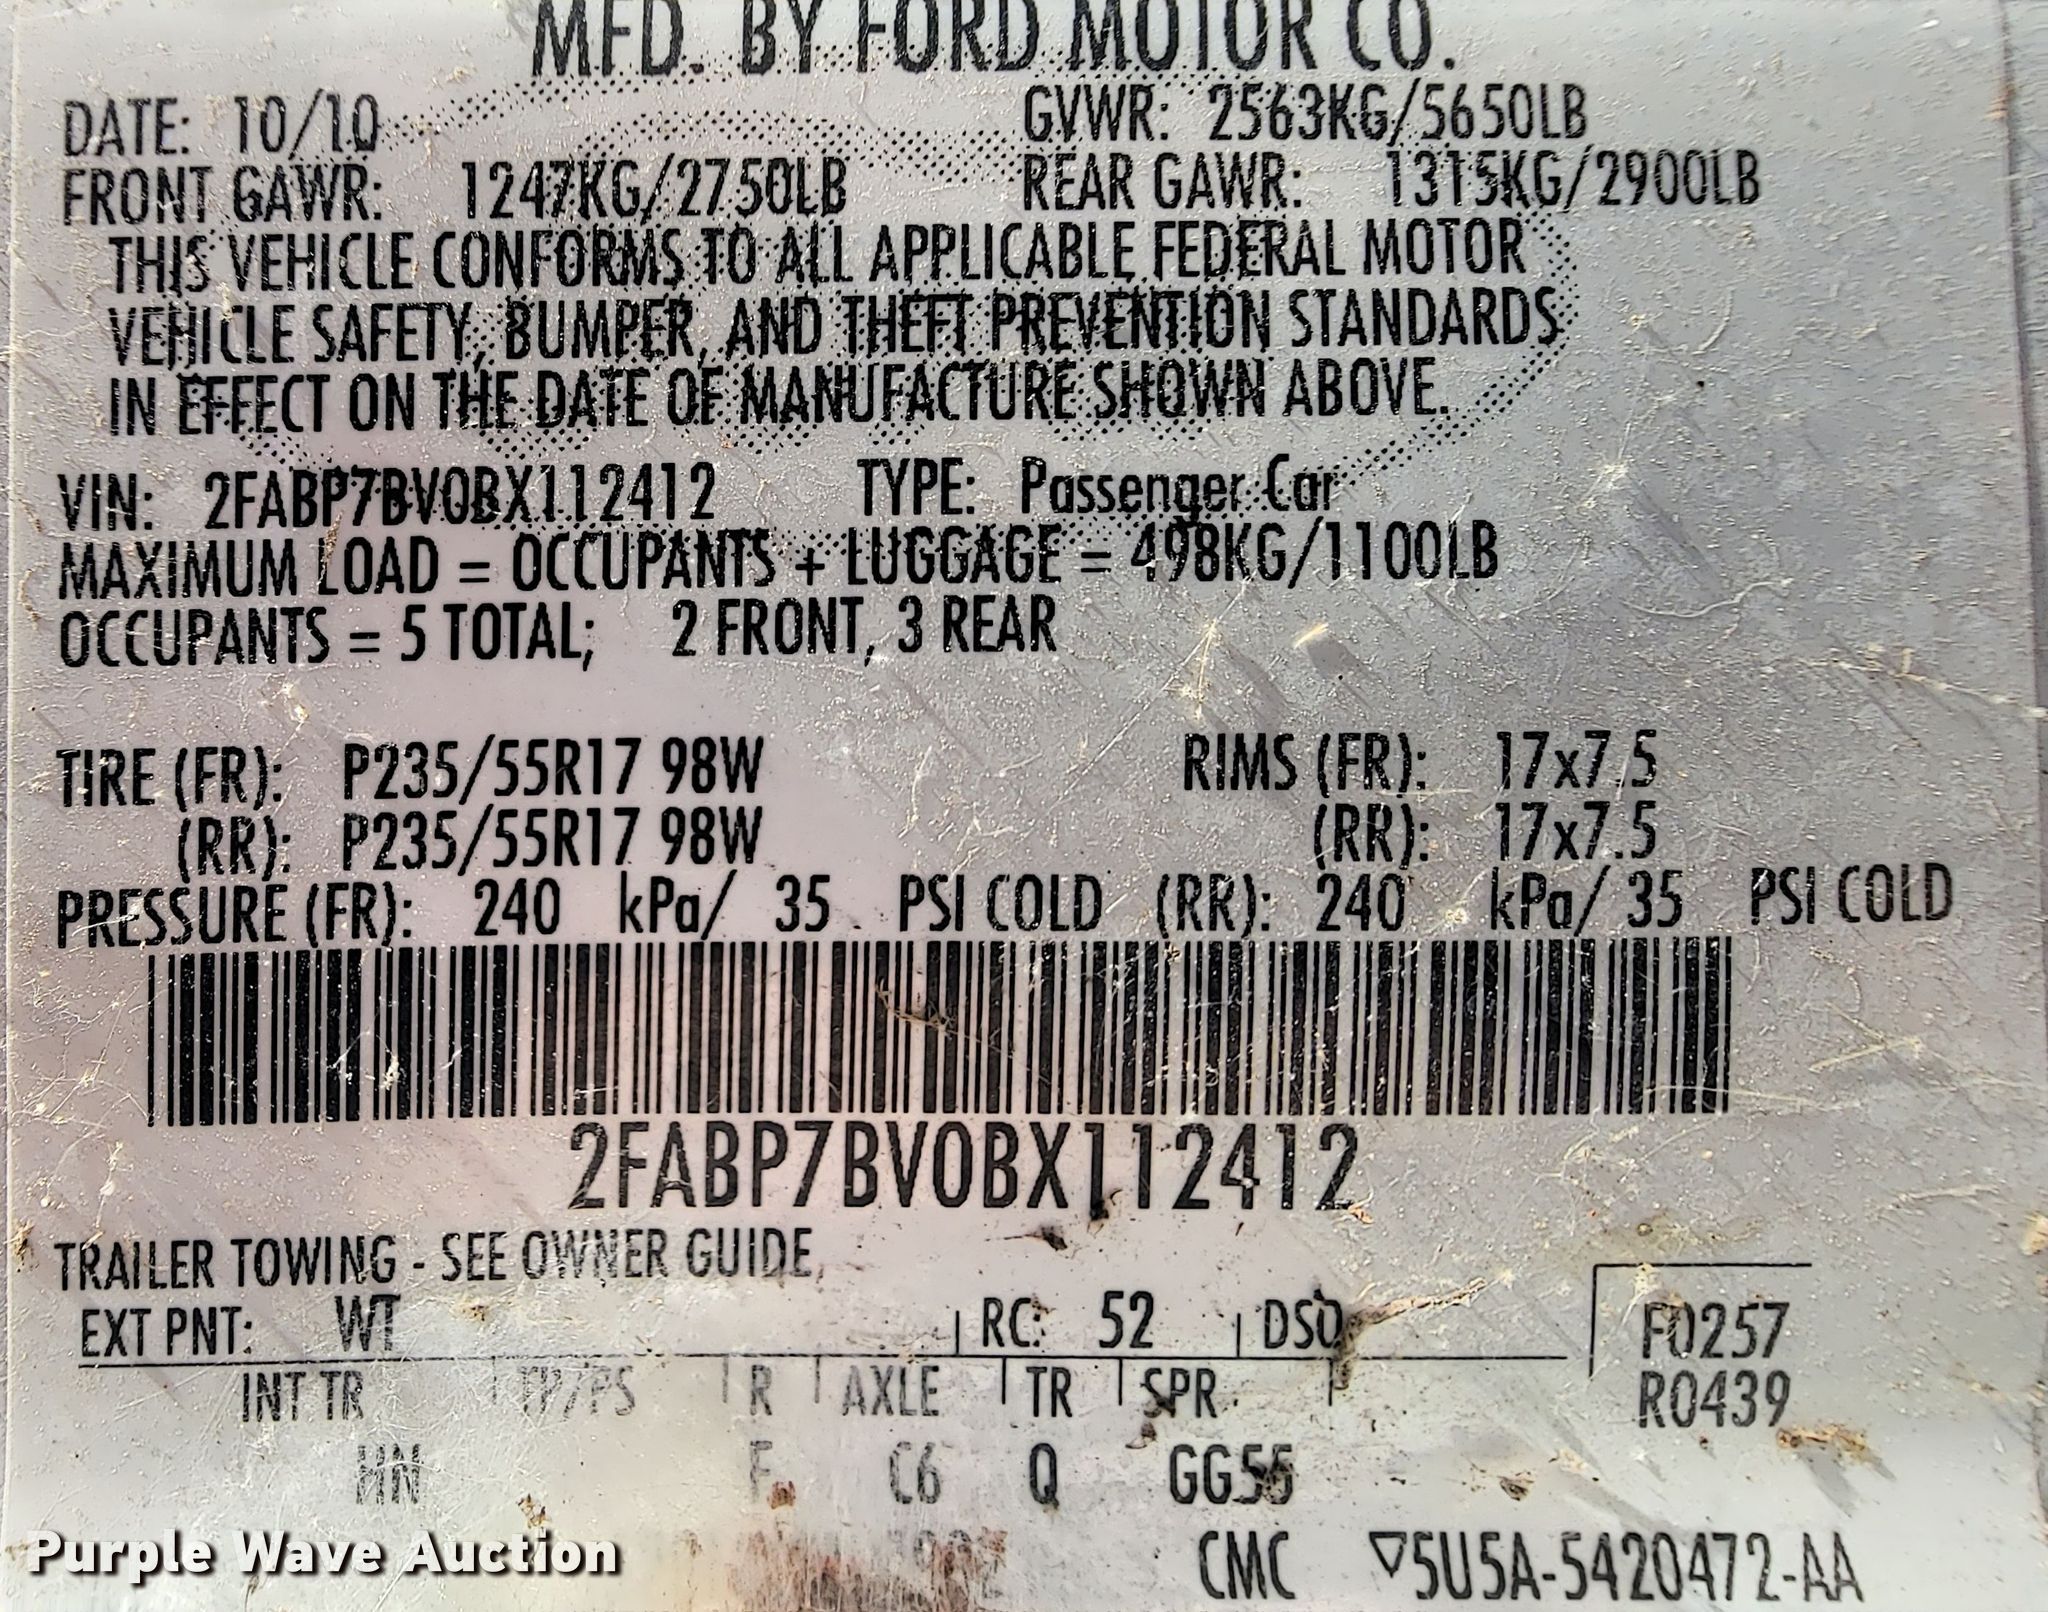 MFD. BY FORD MOTOR CO.
DATE: 10/10 GVWR: 2563KG/5650LB
FRONT GAWR: 1247KG/2750LB REAR GAWR: 1315KG/2900LB
THIS VEHICLE CONFORMS TO ALL APPLICABLE FEDERAL MOTOR
VEHICLE SAFETY, BUMPER, AND THEFT PREVENTION STANDARDS
IN EFFECT ON THE DATE OF MANUFACTURE SHOWN ABOVE.
VIN: 2FABP7BV0BX112412 TYPE: Passenger Car
MAXIMUM LOAD = OCCUPANTS + LUGGAGE = 498KG/1100LB
OCCUPANTS = 5 TOTAL; 2 FRONT, 3 REAR
TIRE (FR): P235/55R17 98W RIMS (FR): 17x7.5
(RR): P235/55R17 98W (RR): 17x7.5
PRESSURE (FR): 240 kPa/ 35 PSI COLD (RR): 240 kPa/ 35 PSI COLD
2FABP7BV0BX112412
TRAILER TOWING - SEE OWNER GUIDE
EXT PNT: WT RC: 52 DSO F0257
INT TR TP/PS R AXLE TR SPR R0439
HN F C6 Q GG55
CMC ▽5U5A-5420472-AA
Purple Wave Auction